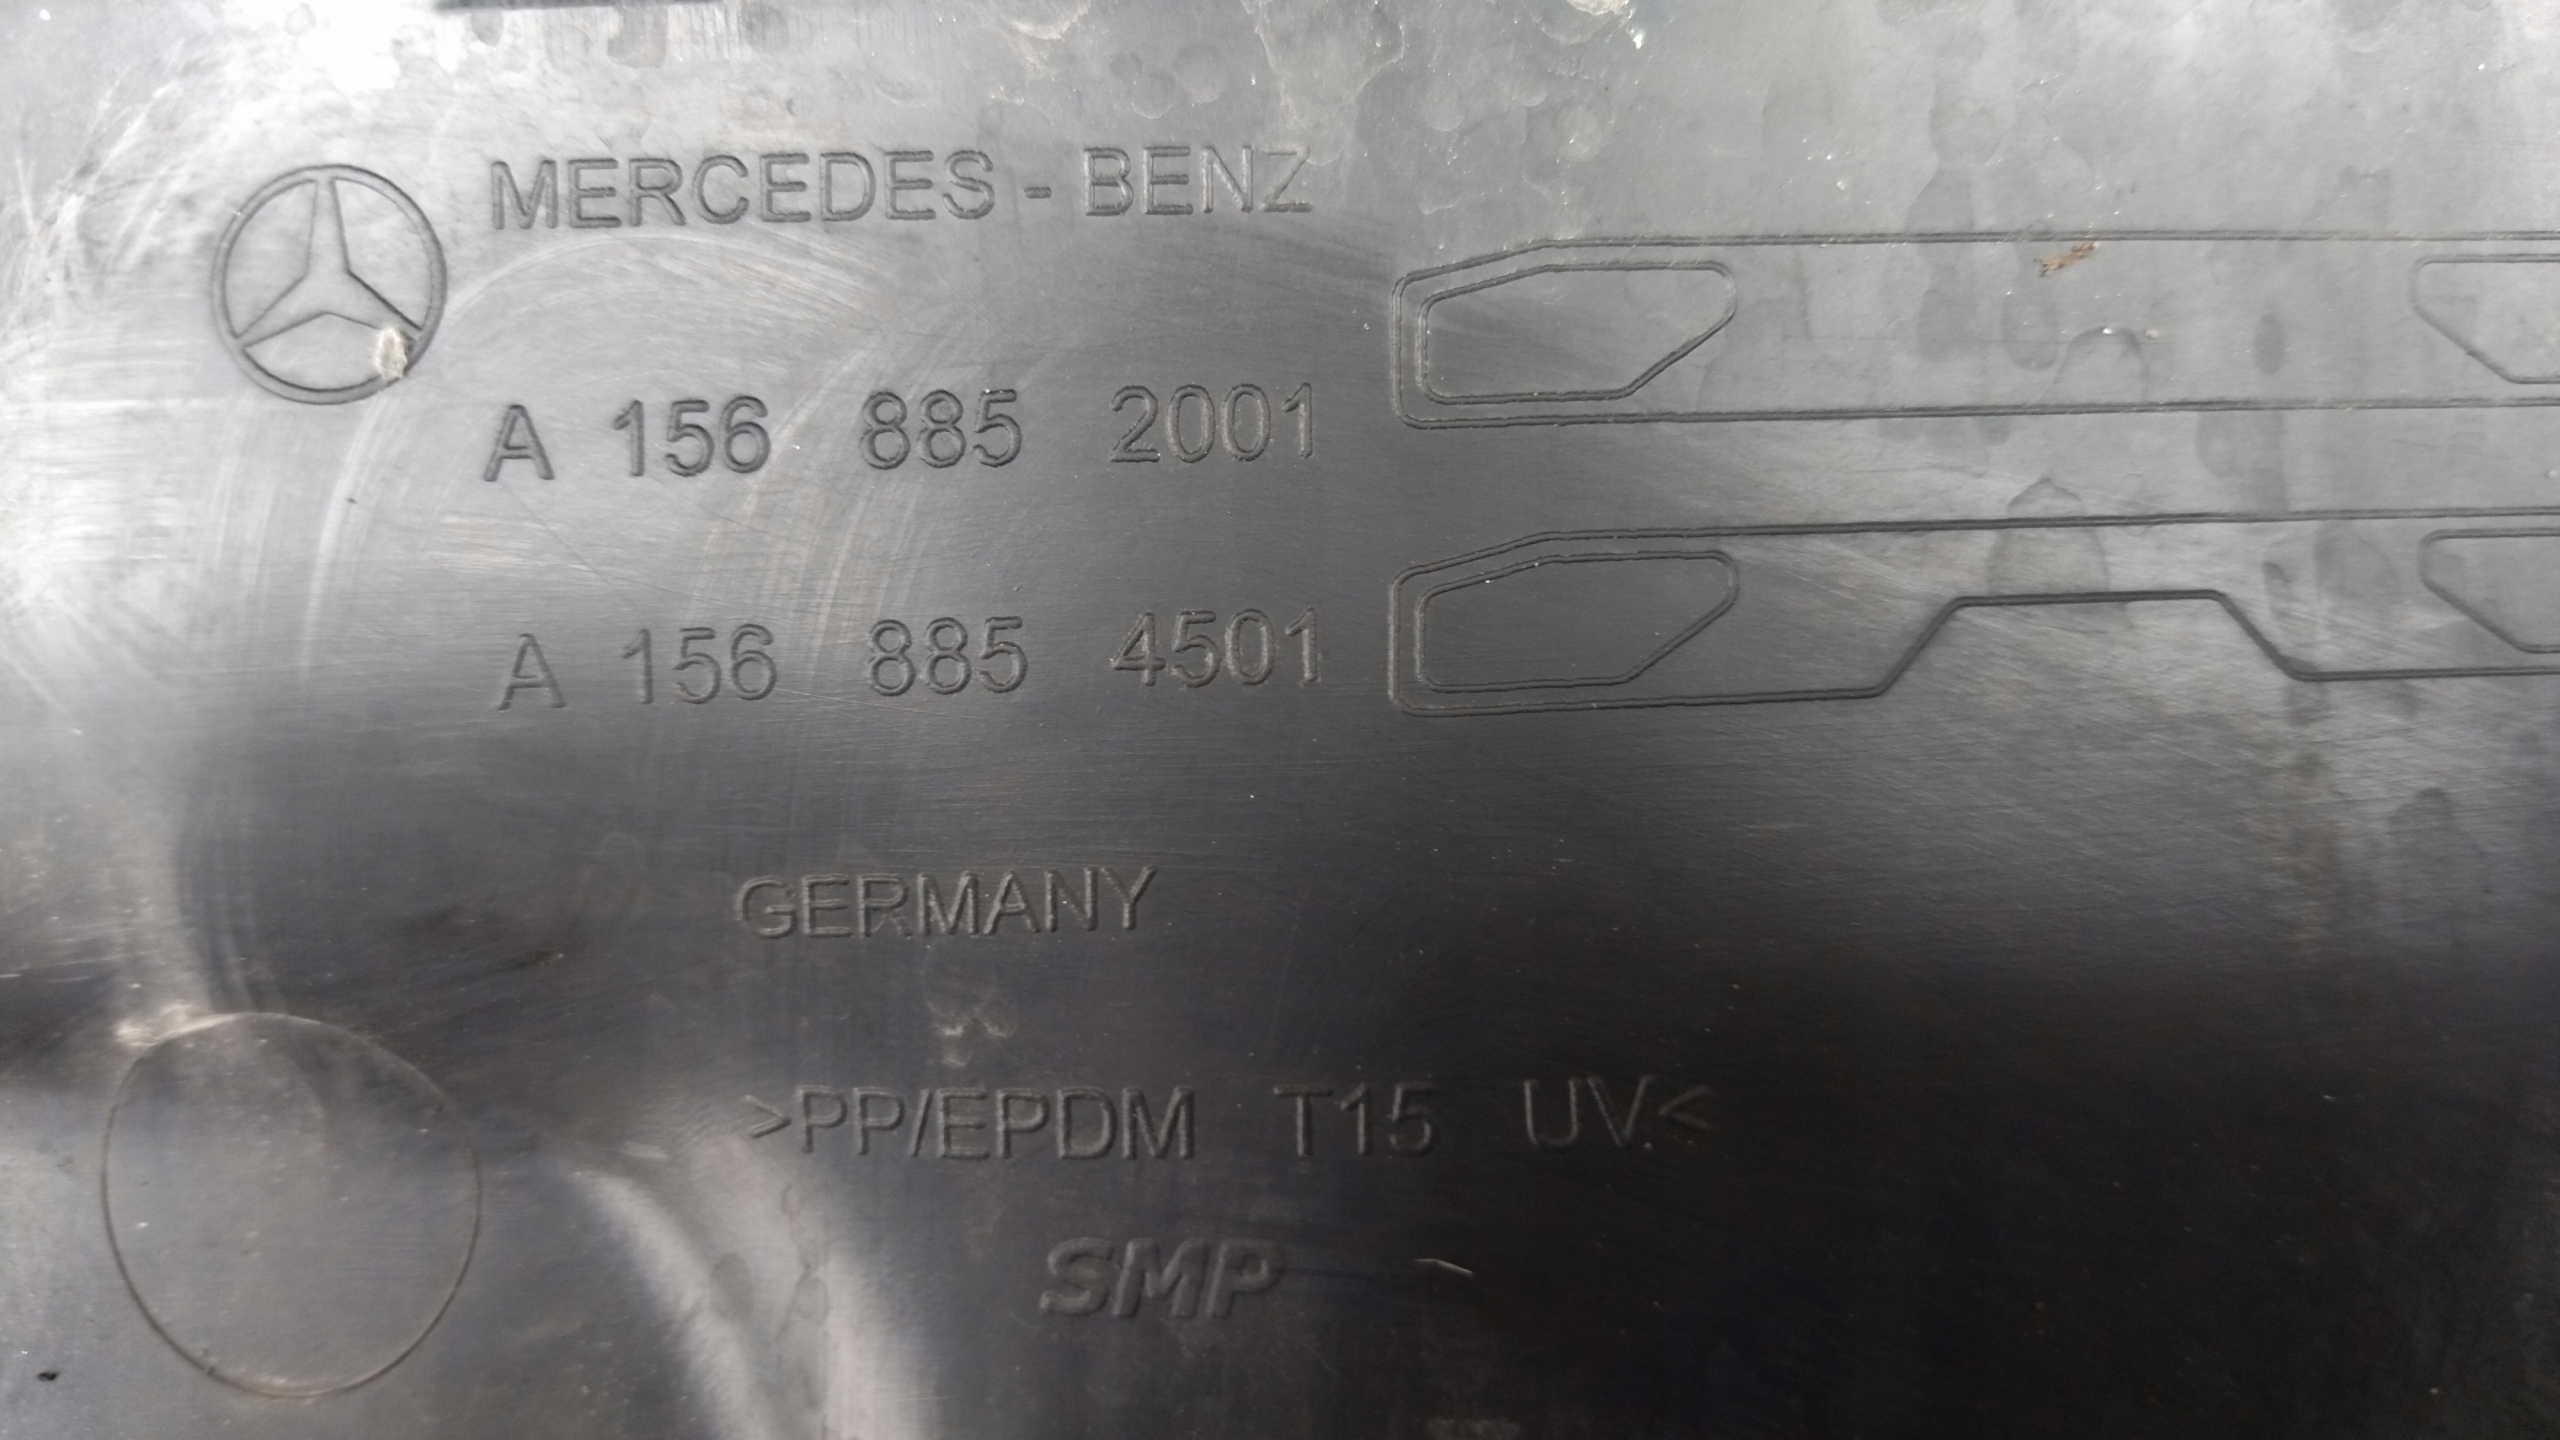 MERCEDES - BENZ
A 156 885 2001
A 156 885 4501
GERMANY
>PP/EPDM T15 UV<
SMP